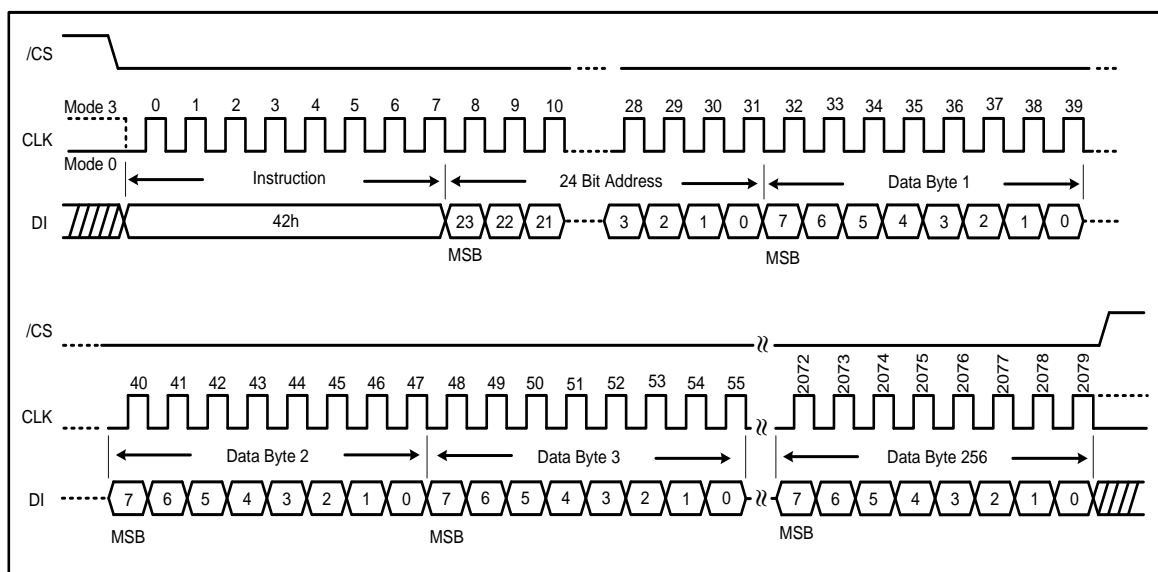 /CS
Mode 3
0 1 2 3 4 5 6 7 8 9 10 28 29 30 31 32 33 34 35 36 37 38 39
CLK
Mode 0
Instruction 24 Bit Address Data Byte 1
DI 42h 23 22 21 3 2 1 0 7 6 5 4 3 2 1 0
MSB MSB
/CS
40 41 42 43 44 45 46 47 48 49 50 51 52 53 54 55 2072 2073 2074 2075 2076 2077 2078 2079
CLK
Data Byte 2 Data Byte 3 Data Byte 256
DI 7 6 5 4 3 2 1 0 7 6 5 4 3 2 1 0 7 6 5 4 3 2 1 0
MSB MSB MSB